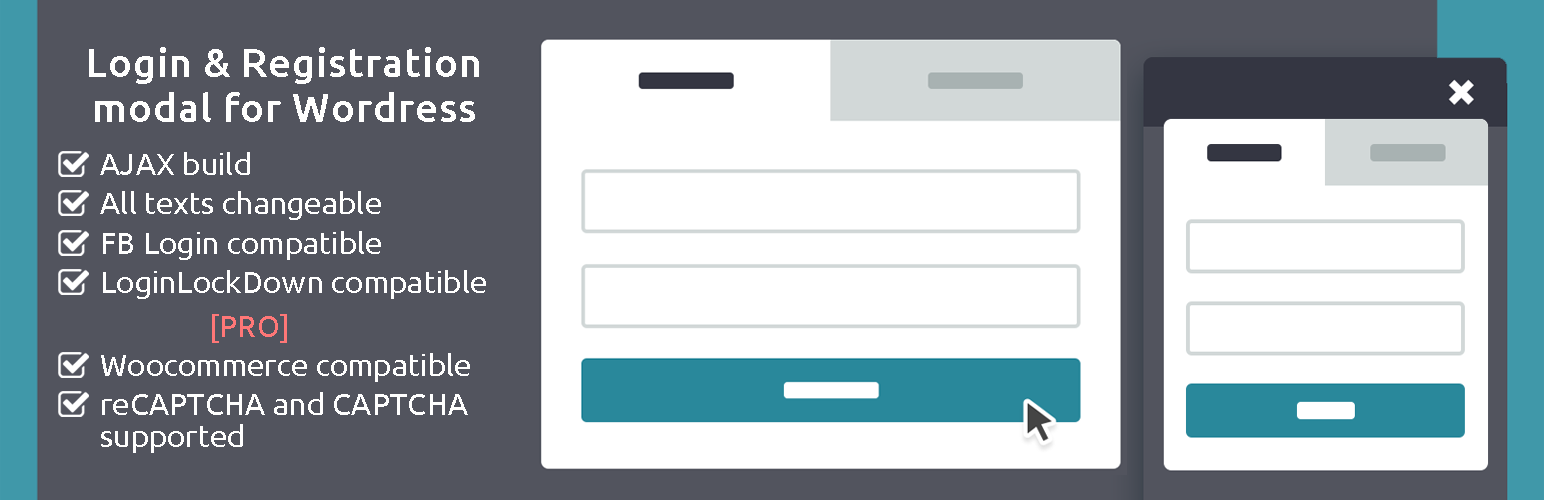 Login & Registration
modal for Wordress
AJAX build
All texts changeable
FB Login compatible
LoginLockDown compatible
[PRO]
Woocommerce compatible
reCAPTCHA and CAPTCHA
supported